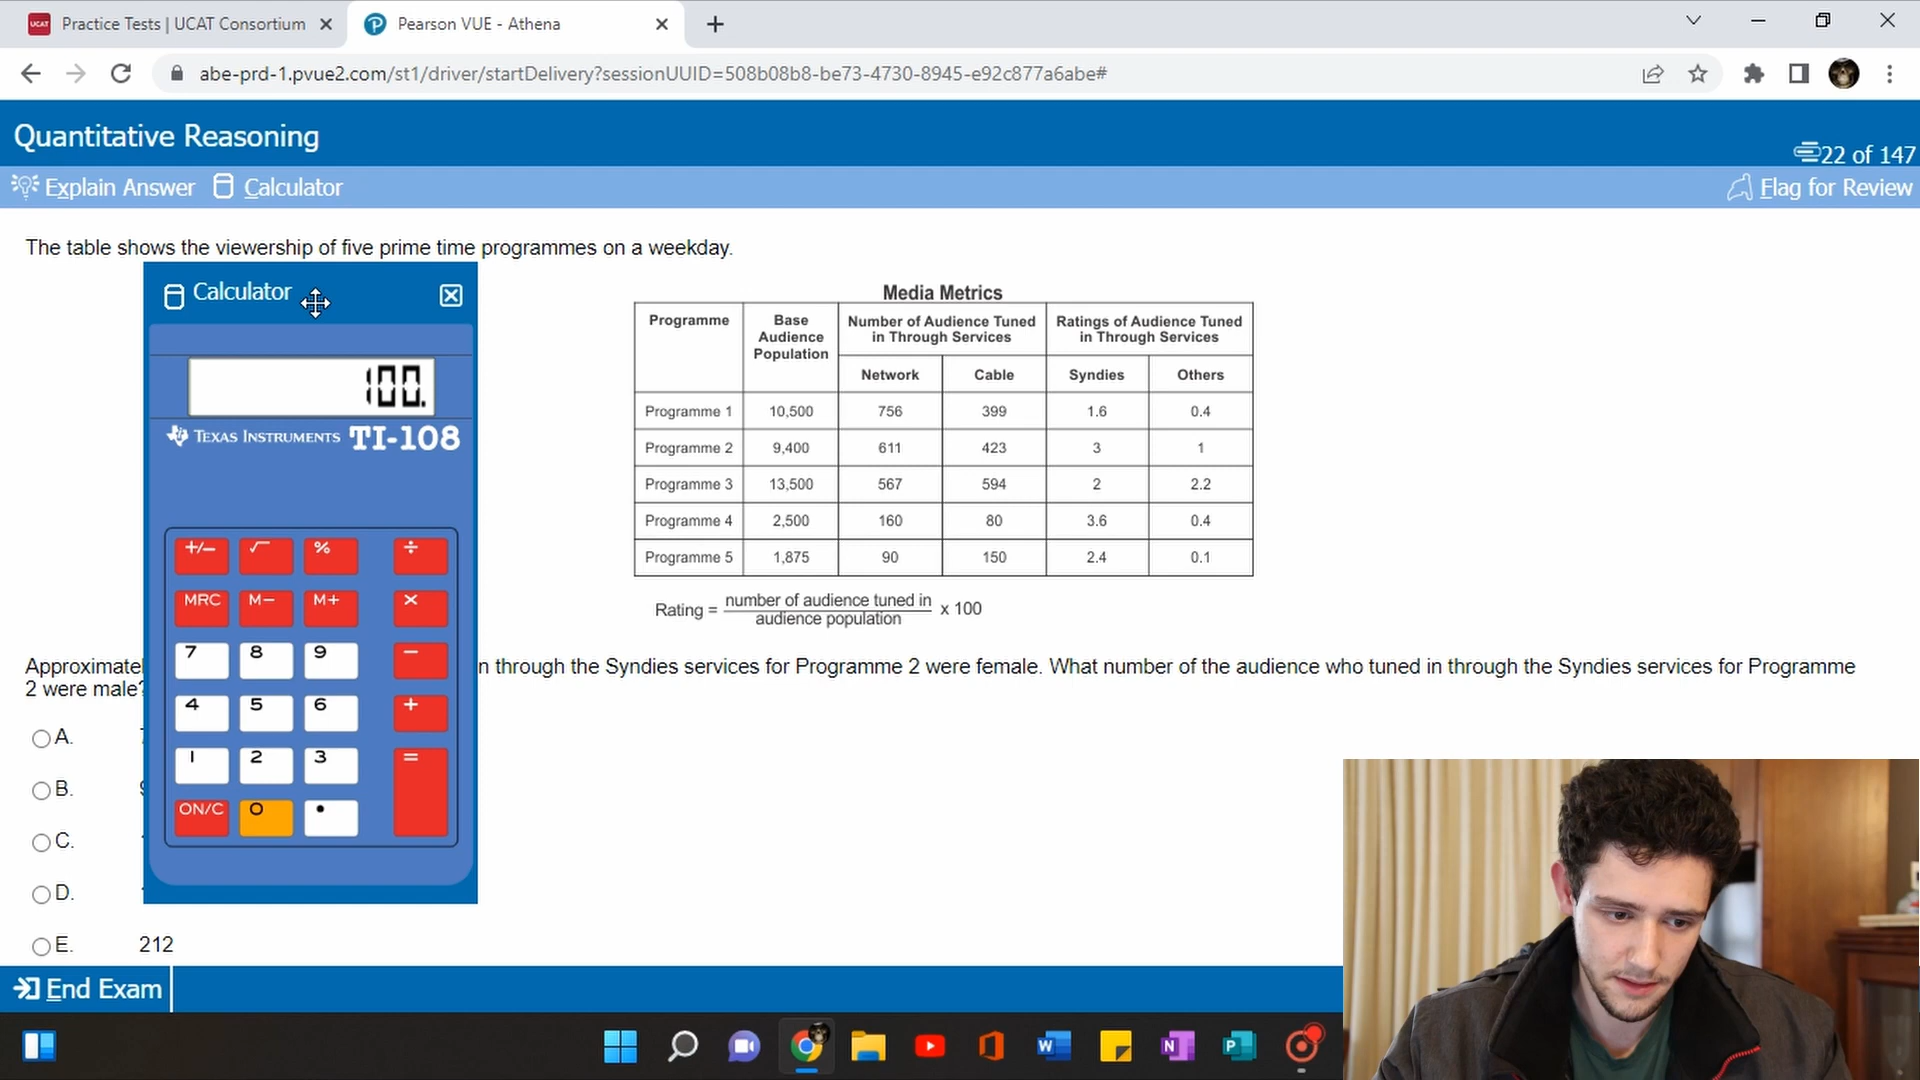 Practice Tests | UCAT Consortium
Pearson VUE - Athena
abe-prd-1.pvue2.com/st1/driver/startDelivery?sessionUUID=508b08b8-be73-4730-8945-e92c877a6abe#
Quantitative Reasoning
22 of 147
Explain Answer
Calculator
Flag for Review
The table shows the viewership of five prime time programmes on a weekday.
Calculator
100.
TEXAS INSTRUMENTS TI-108
+/− √ % ÷
MRC M− M+ ×
7 8 9 −
4 5 6 +
1 2 3 =
ON/C 0 •
Media Metrics
Programme Base Audience Population Number of Audience Tuned in Through Services Ratings of Audience Tuned in Through Services
Network Cable Syndies Others
Programme 1 10,500 756 399 1.6 0.4
Programme 2 9,400 611 423 3 1
Programme 3 13,500 567 594 2 2.2
Programme 4 2,500 160 80 3.6 0.4
Programme 5 1,875 90 150 2.4 0.1
Rating = number of audience tuned in / audience population x 100
n through the Syndies services for Programme 2 were female. What number of the audience who tuned in through the Syndies services for Programme
2 were male?
A.
B.
C.
D.
E. 212
End Exam